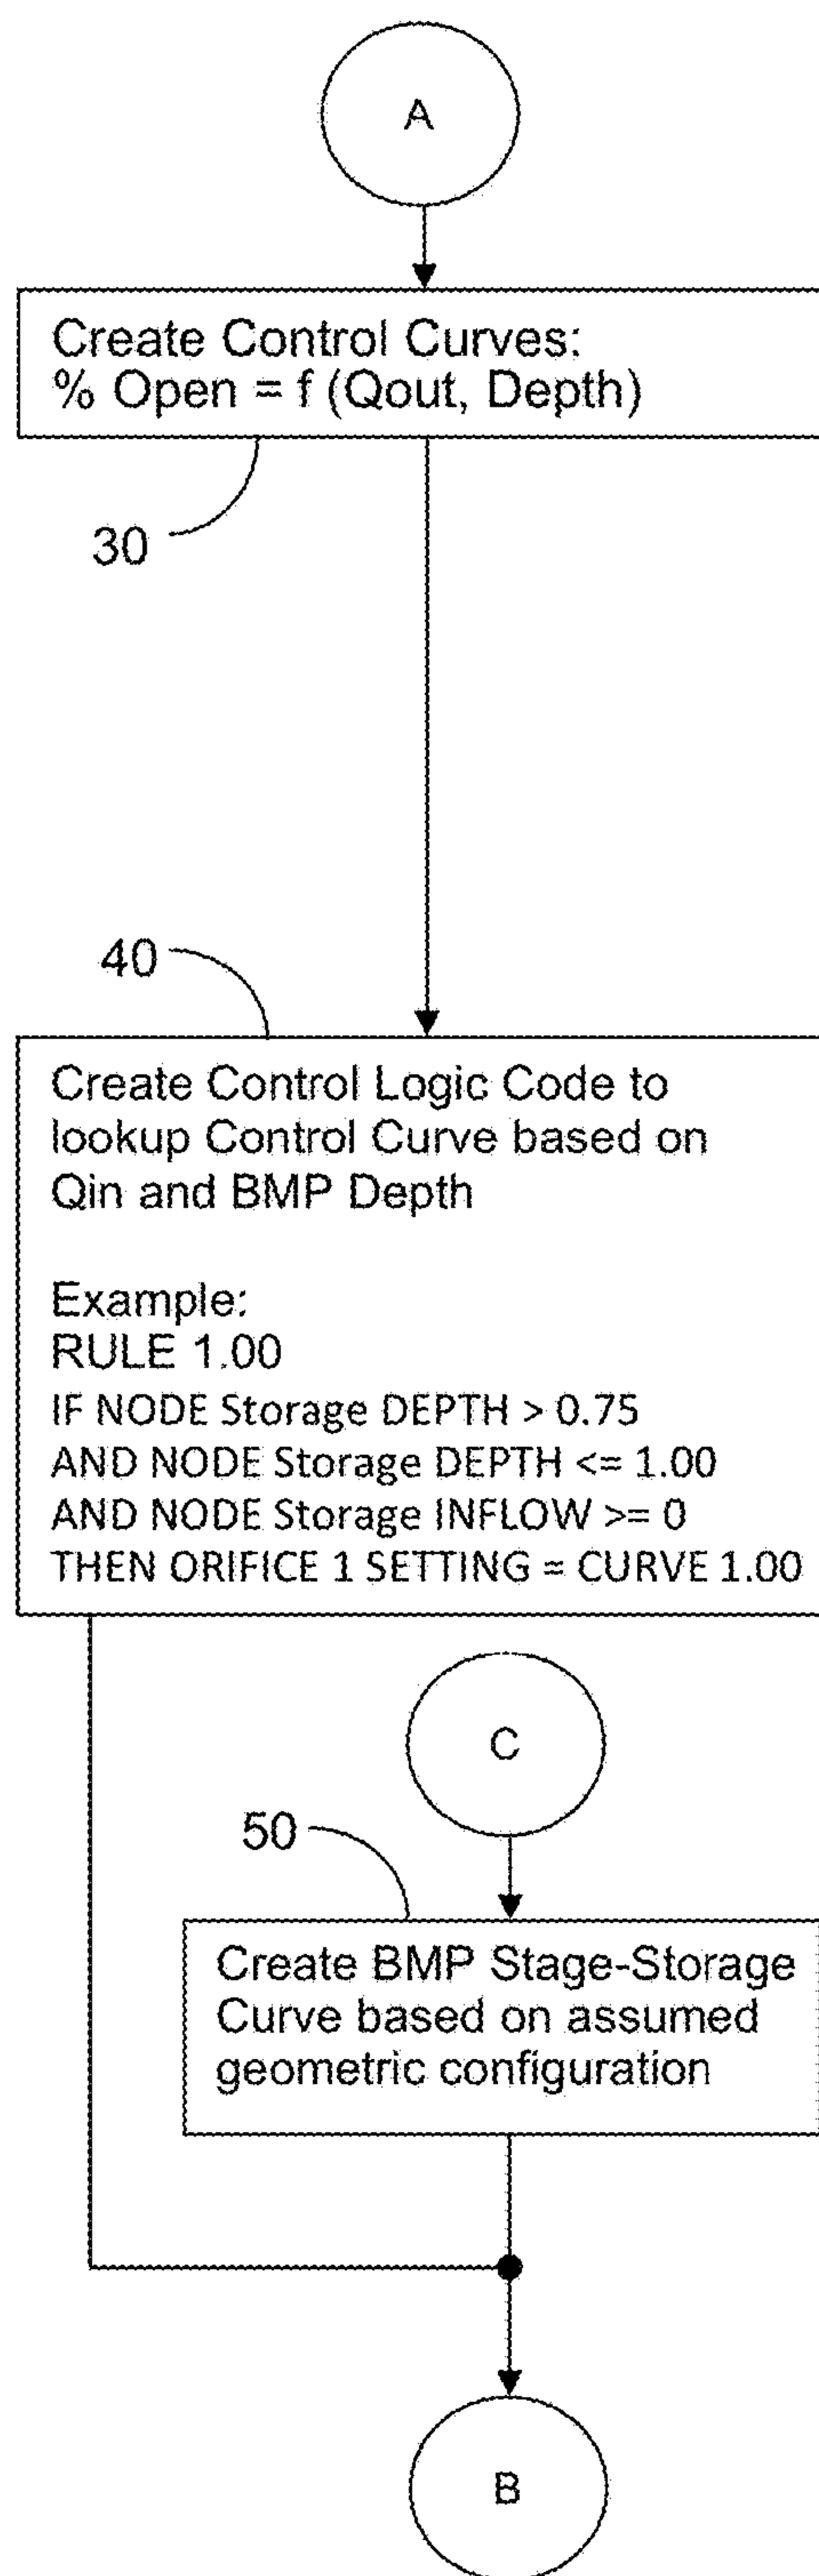 A
Create Control Curves:
% Open = f (Qout, Depth)
30
40
Create Control Logic Code to
lookup Control Curve based on
Qin and BMP Depth
Example:
RULE 1.00
IF NODE Storage DEPTH > 0.75
AND NODE Storage DEPTH <= 1.00
AND NODE Storage INFLOW >= 0
THEN ORIFICE 1 SETTING = CURVE 1.00
C
50
Create BMP Stage-Storage
Curve based on assumed
geometric configuration
B